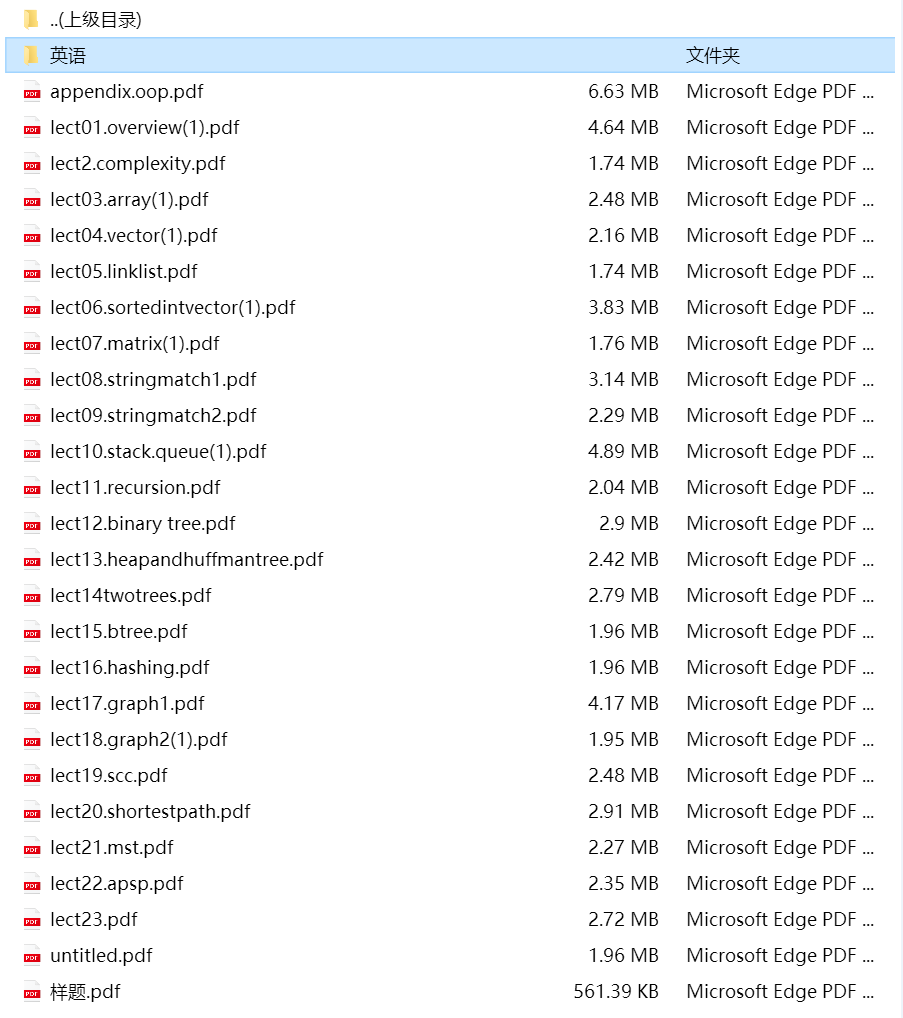 ..(上级目录)
英语 文件夹
appendix.oop.pdf 6.63 MB Microsoft Edge PDF ...
lect01.overview(1).pdf 4.64 MB Microsoft Edge PDF ...
lect2.complexity.pdf 1.74 MB Microsoft Edge PDF ...
lect03.array(1).pdf 2.48 MB Microsoft Edge PDF ...
lect04.vector(1).pdf 2.16 MB Microsoft Edge PDF ...
lect05.linklist.pdf 1.74 MB Microsoft Edge PDF ...
lect06.sortedintvector(1).pdf 3.83 MB Microsoft Edge PDF ...
lect07.matrix(1).pdf 1.76 MB Microsoft Edge PDF ...
lect08.stringmatch1.pdf 3.14 MB Microsoft Edge PDF ...
lect09.stringmatch2.pdf 2.29 MB Microsoft Edge PDF ...
lect10.stack.queue(1).pdf 4.89 MB Microsoft Edge PDF ...
lect11.recursion.pdf 2.04 MB Microsoft Edge PDF ...
lect12.binary tree.pdf 2.9 MB Microsoft Edge PDF ...
lect13.heapandhuffmantree.pdf 2.42 MB Microsoft Edge PDF ...
lect14twotrees.pdf 2.79 MB Microsoft Edge PDF ...
lect15.btree.pdf 1.96 MB Microsoft Edge PDF ...
lect16.hashing.pdf 1.96 MB Microsoft Edge PDF ...
lect17.graph1.pdf 4.17 MB Microsoft Edge PDF ...
lect18.graph2(1).pdf 1.95 MB Microsoft Edge PDF ...
lect19.scc.pdf 2.48 MB Microsoft Edge PDF ...
lect20.shortestpath.pdf 2.91 MB Microsoft Edge PDF ...
lect21.mst.pdf 2.27 MB Microsoft Edge PDF ...
lect22.apsp.pdf 2.35 MB Microsoft Edge PDF ...
lect23.pdf 2.72 MB Microsoft Edge PDF ...
untitled.pdf 1.96 MB Microsoft Edge PDF ...
样题.pdf 561.39 KB Microsoft Edge PDF ...